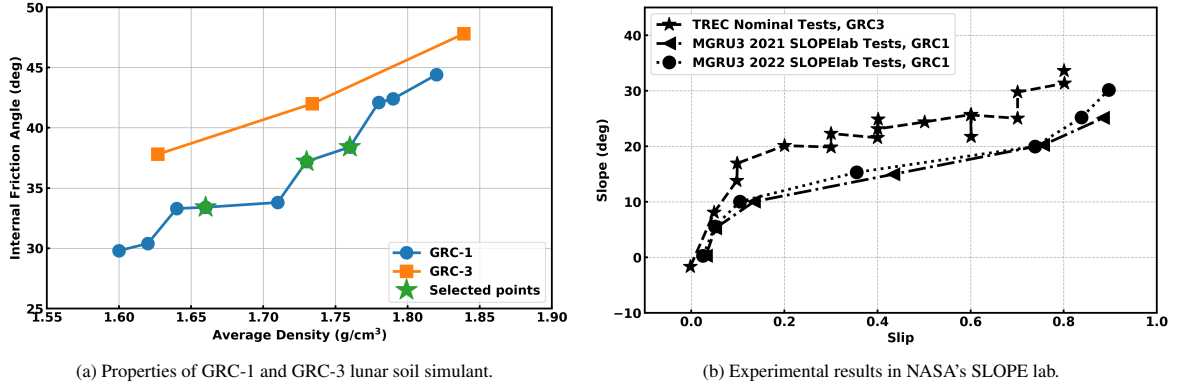 50
45
40
35
30
25
1.55
1.60
1.65
1.70
1.75
1.80
1.85
1.90
Internal Friction Angle (deg)
Average Density (g/cm³)
GRC-1
GRC-3
Selected points
(a) Properties of GRC-1 and GRC-3 lunar soil simulant.
40
30
20
10
0
−10
0.0
0.2
0.4
0.6
0.8
1.0
Slope (deg)
Slip
TREC Nominal Tests, GRC3
MGRU3 2021 SLOPElab Tests, GRC1
MGRU3 2022 SLOPElab Tests, GRC1
(b) Experimental results in NASA's SLOPE lab.